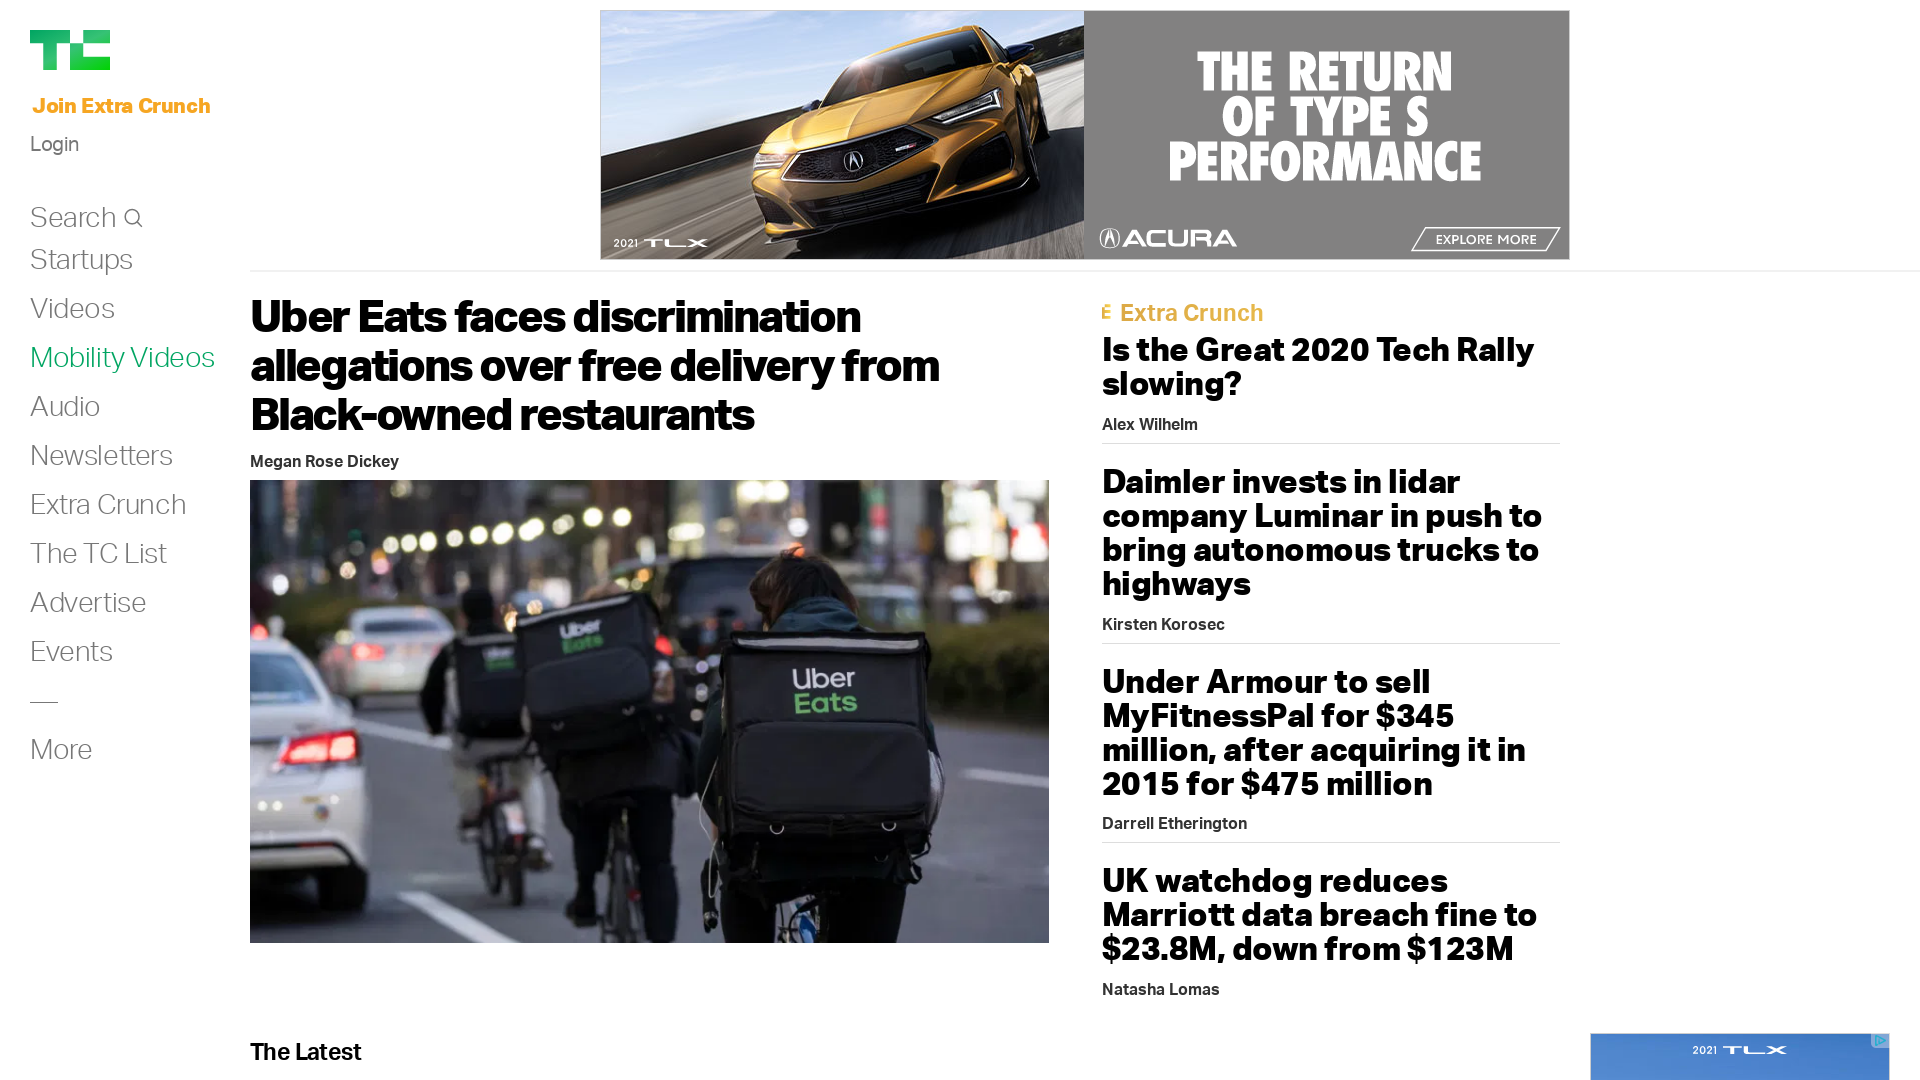 TC
Join Extra Crunch
Login
Search
Startups
Videos
Mobility Videos
Audio
Newsletters
Extra Crunch
The TC List
Advertise
Events
More
2021 TLX
THE RETURN
OF TYPE S
PERFORMANCE
ACURA
EXPLORE MORE
Uber Eats faces discrimination
allegations over free delivery from
Black-owned restaurants
Megan Rose Dickey
Uber
Eats
Uber
Eats
Uber
Eats
Extra Crunch
Is the Great 2020 Tech Rally
slowing?
Alex Wilhelm
Daimler invests in lidar
company Luminar in push to
bring autonomous trucks to
highways
Kirsten Korosec
Under Armour to sell
MyFitnessPal for $345
million, after acquiring it in
2015 for $475 million
Darrell Etherington
UK watchdog reduces
Marriott data breach fine to
$23.8M, down from $123M
Natasha Lomas
The Latest
2021 TLX